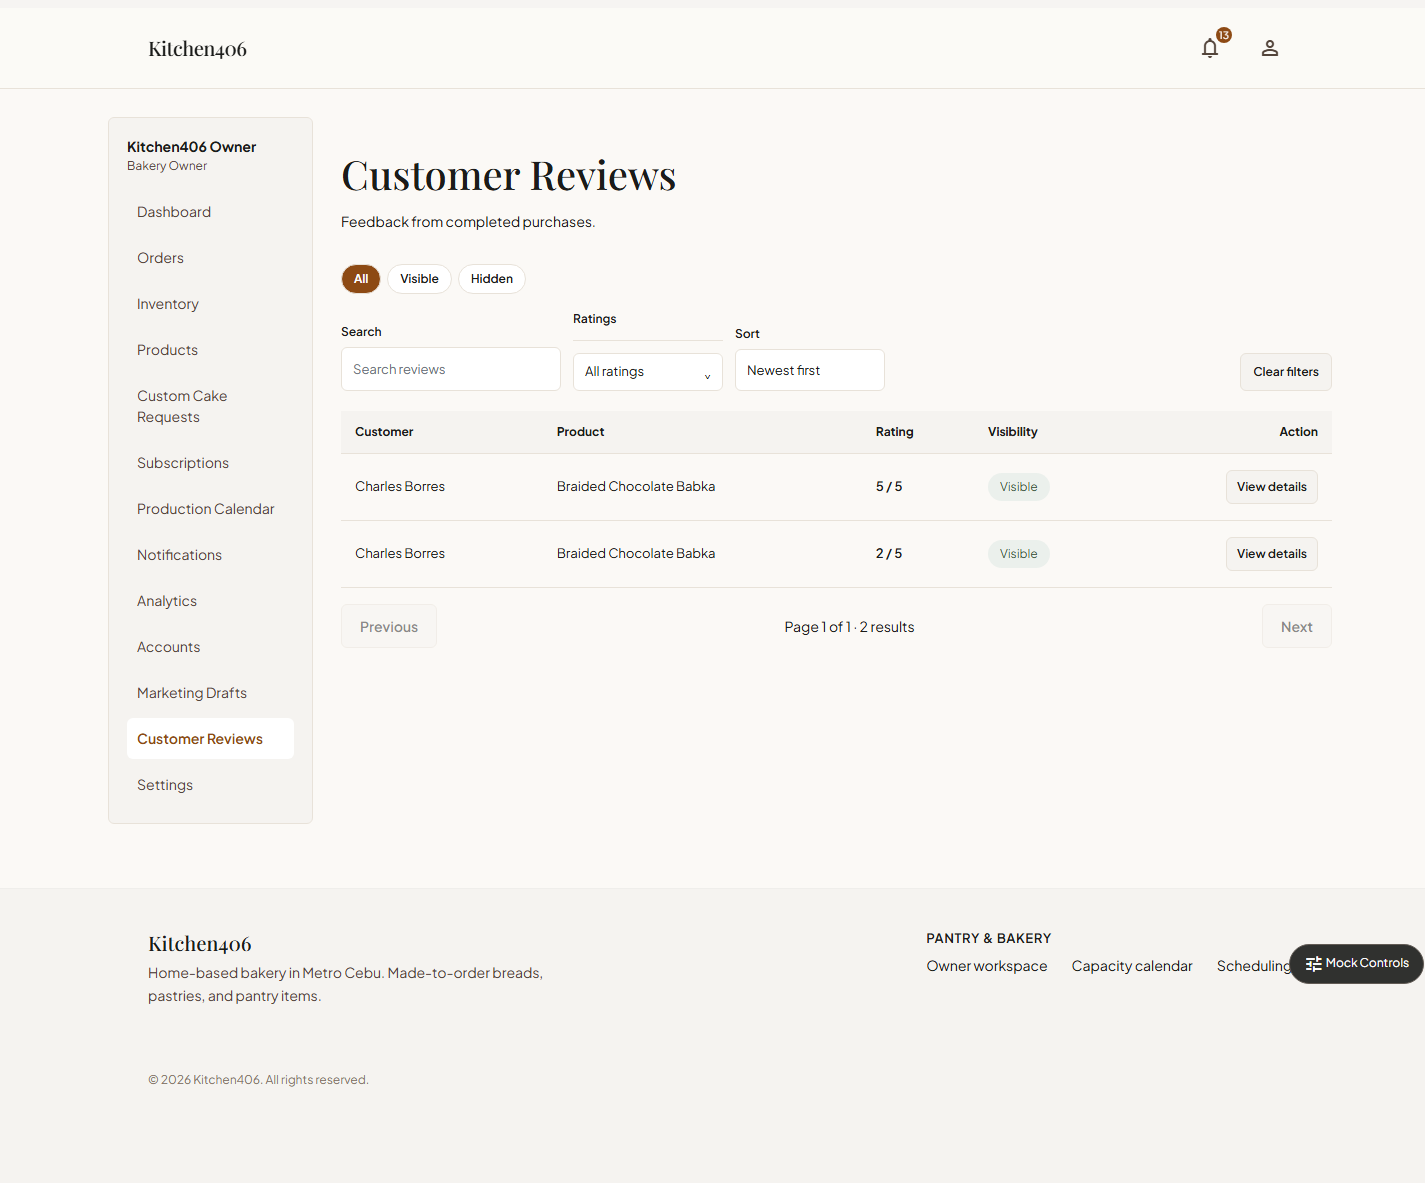 Kitchen406
13
Kitchen406 Owner
Bakery Owner
Dashboard
Orders
Inventory
Products
Custom Cake
Requests
Subscriptions
Production Calendar
Notifications
Analytics
Accounts
Marketing Drafts
Customer Reviews
Settings
Customer Reviews
Feedback from completed purchases.
All Visible Hidden
Search Ratings Sort
Search reviews All ratings Newest first Clear filters
Customer Product Rating Visibility Action
Charles Borres Braided Chocolate Babka 5 / 5 Visible View details
Charles Borres Braided Chocolate Babka 2 / 5 Visible View details
Previous Page 1 of 1 · 2 results Next
Kitchen406
Home-based bakery in Metro Cebu. Made-to-order breads,
pastries, and pantry items.
PANTRY & BAKERY
Owner workspace Capacity calendar Scheduling
Mock Controls
© 2026 Kitchen406. All rights reserved.